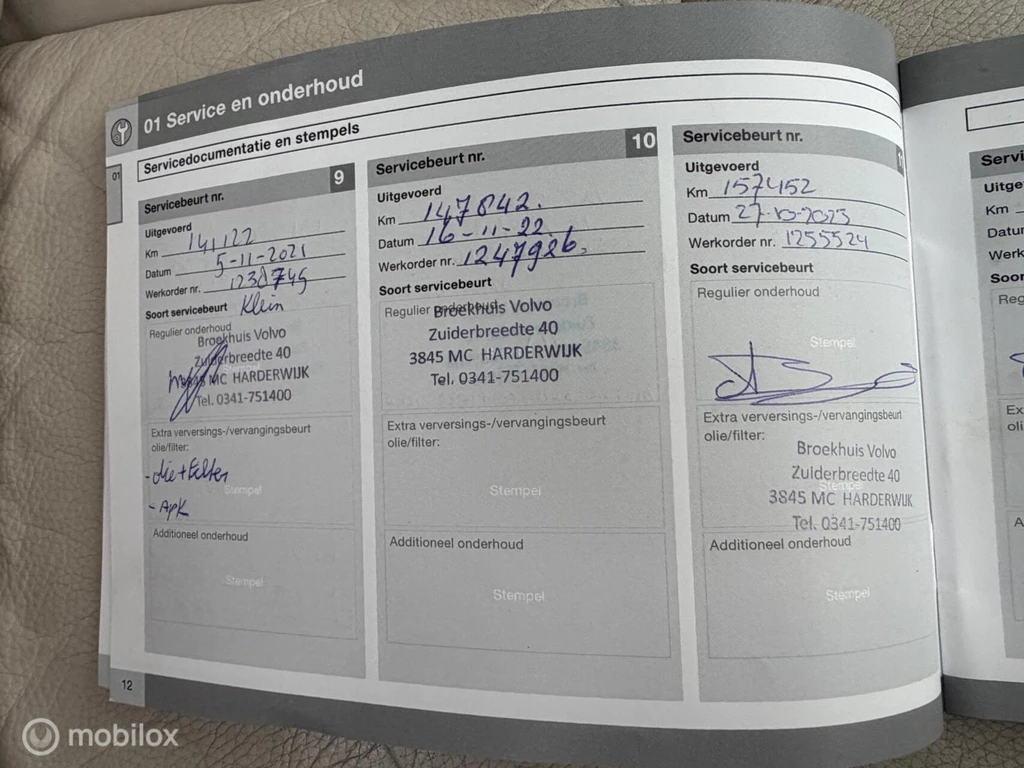 01 Service en onderhoud
Servicedocumentatie en stempels
01
Servicebeurt nr. 9
Uitgevoerd
Km 141122
Datum 5-11-2021
Werkorder nr. 1238749
Soort servicebeurt Klein
Regulier onderhoud
Broekhuis Volvo
Zuiderbreedte 40
3845 MC HARDERWIJK
Tel. 0341-751400
Extra verversings-/vervangingsbeurt
olie/filter:
-olie+filter
Stempel
- APK
Additioneel onderhoud
Stempel
12
Servicebeurt nr. 10
Uitgevoerd
Km 147842.
Datum 16-11-22
Werkorder nr. 1247926.
Soort servicebeurt
Regulier onderhoud
Broekhuis Volvo
Zuiderbreedte 40
3845 MC HARDERWIJK
Tel. 0341-751400
Extra verversings-/vervangingsbeurt
olie/filter:
Stempel
Additioneel onderhoud
Stempel
Servicebeurt nr.
Uitgevoerd
Km 157452
Datum 27-10-2023
Werkorder nr. 1255524
Soort servicebeurt
Regulier onderhoud
Stempel
Extra verversings-/vervangingsbeurt
olie/filter:
Broekhuis Volvo
Zuiderbreedte 40
Stempel
3845 MC HARDERWIJK
Tel. 0341-751400
Additioneel onderhoud
Stempel
Km
mobilox